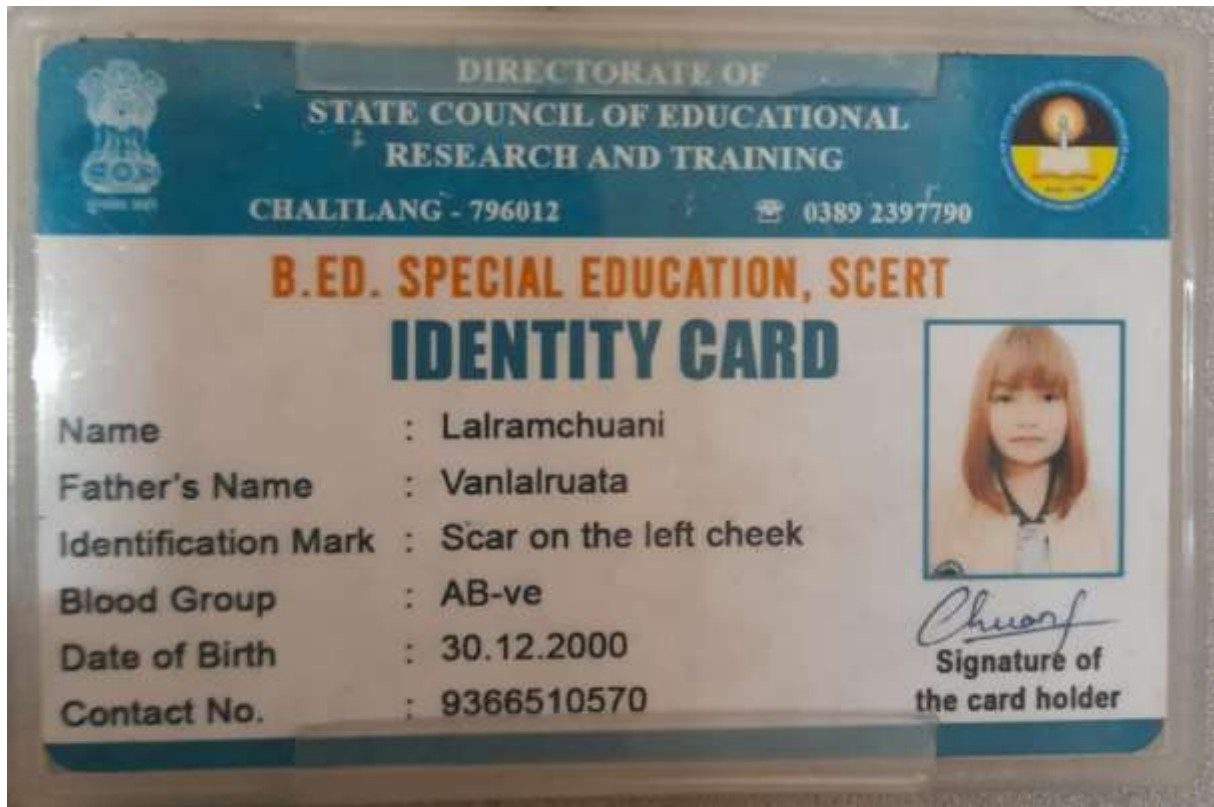 DIRECTORATE OF
STATE COUNCIL OF EDUCATIONAL
RESEARCH AND TRAINING
CHALTLANG - 796012 ☎ 0389 2397790
B.ED. SPECIAL EDUCATION, SCERT
IDENTITY CARD
Name : Lalramchuani
Father's Name : Vanlalruata
Identification Mark : Scar on the left cheek
Blood Group : AB-ve
Date of Birth : 30.12.2000
Contact No. : 9366510570
Signature of
the card holder